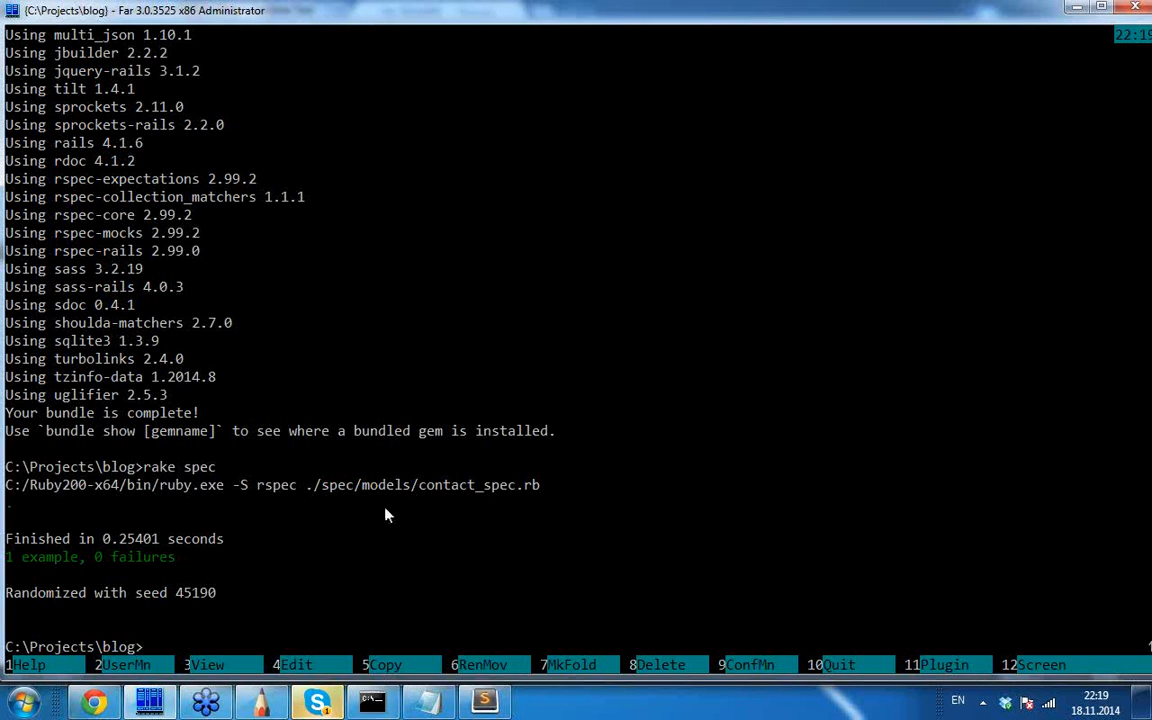 {C:\Projects\blog} - Far 3.0.3525 x86 Administrator
22:19
Using multi_json 1.10.1
Using jbuilder 2.2.2
Using jquery-rails 3.1.2
Using tilt 1.4.1
Using sprockets 2.11.0
Using sprockets-rails 2.2.0
Using rails 4.1.6
Using rdoc 4.1.2
Using rspec-expectations 2.99.2
Using rspec-collection_matchers 1.1.1
Using rspec-core 2.99.2
Using rspec-mocks 2.99.2
Using rspec-rails 2.99.0
Using sass 3.2.19
Using sass-rails 4.0.3
Using sdoc 0.4.1
Using shoulda-matchers 2.7.0
Using sqlite3 1.3.9
Using turbolinks 2.4.0
Using tzinfo-data 1.2014.8
Using uglifier 2.5.3
Your bundle is complete!
Use `bundle show [gemname]` to see where a bundled gem is installed.
C:\Projects\blog>rake spec
C:/Ruby200-x64/bin/ruby.exe -S rspec ./spec/models/contact_spec.rb
.
Finished in 0.25401 seconds
1 example, 0 failures
Randomized with seed 45190
C:\Projects\blog>
1Help 2UserMn 3View 4Edit 5Copy 6RenMov 7MkFold 8Delete 9ConfMn 10Quit 11Plugin 12Screen
EN
22:19
18.11.2014